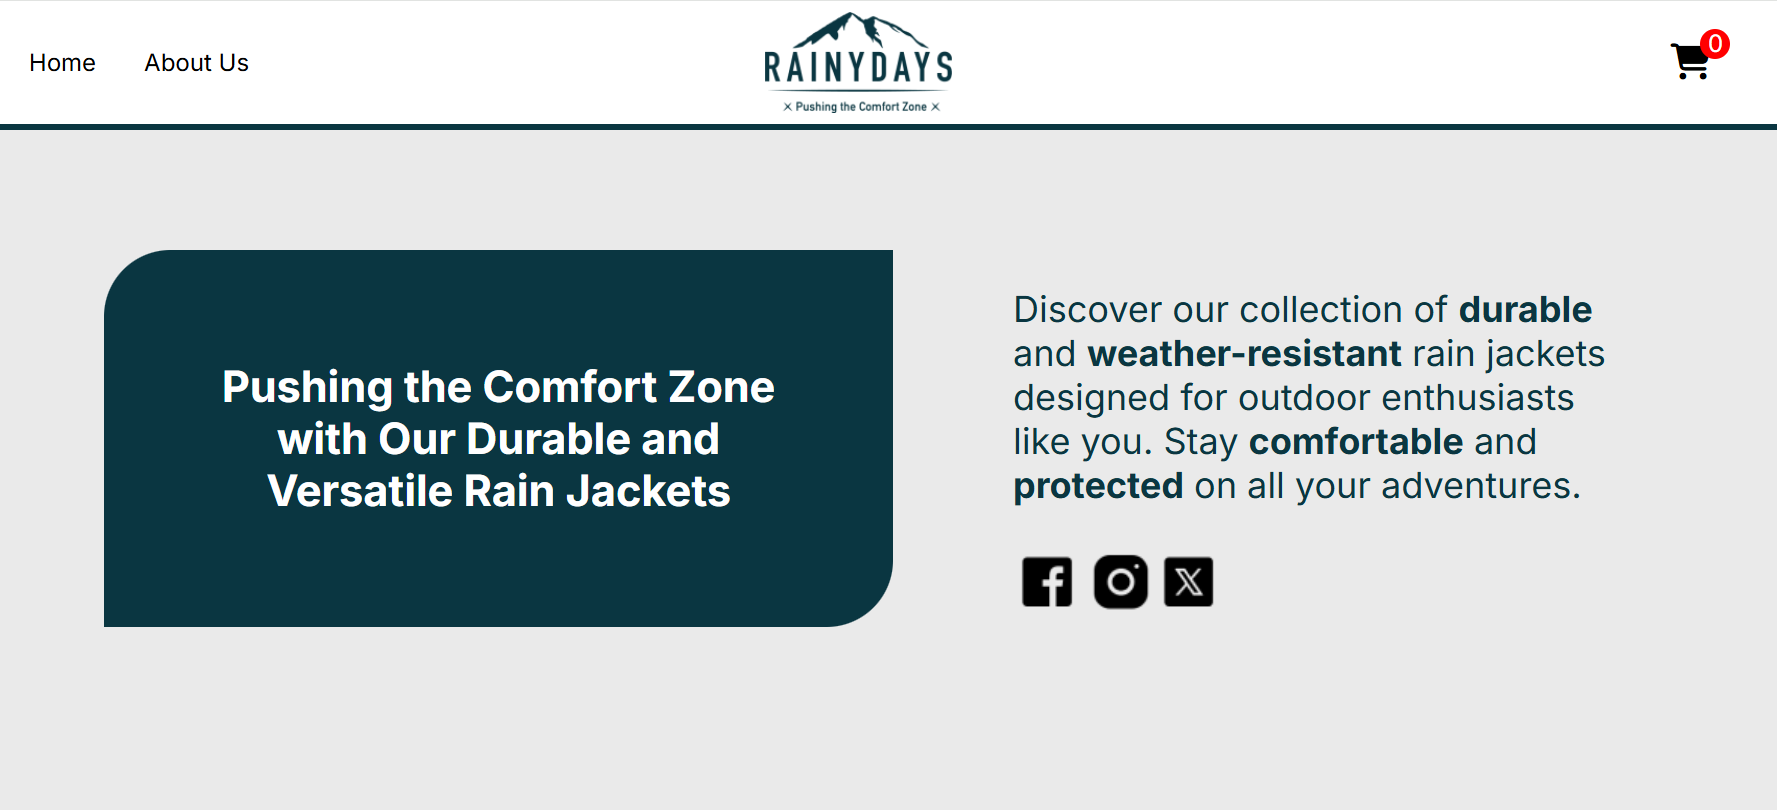 Home
About Us
RAINYDAYS
× Pushing the Comfort Zone ×
0
Pushing the Comfort Zone
with Our Durable and
Versatile Rain Jackets
Discover our collection of durable
and weather-resistant rain jackets
designed for outdoor enthusiasts
like you. Stay comfortable and
protected on all your adventures.